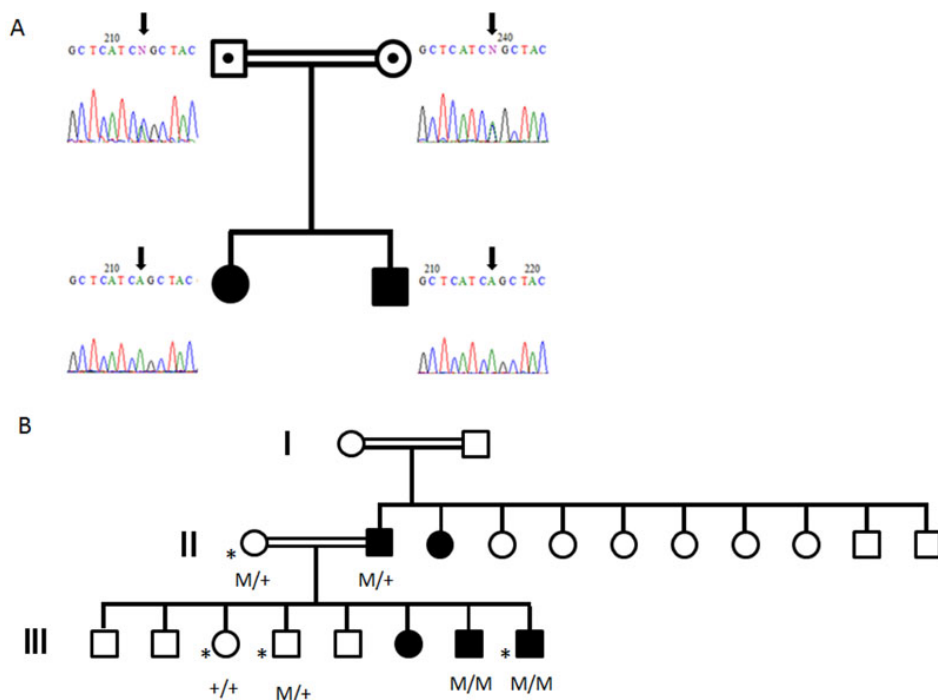 A
210
GCTCATCNGCTAC
240
GCTCATCNGCTAC
210
GCTCATCAGCTAC
210 220
GCTCATCAGCTAC
B
I
II
*
M/+ M/+
III
* * *
+/+ M/+ M/M M/M